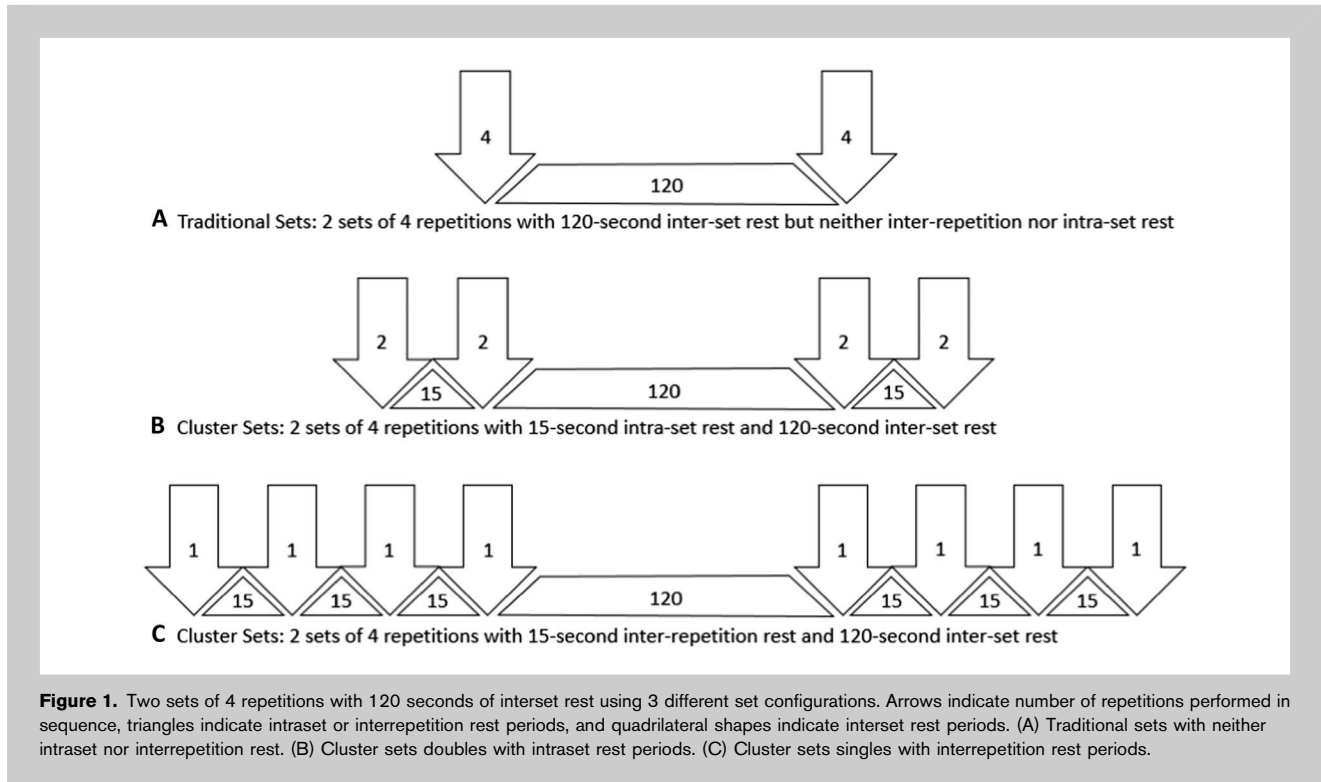 4 4
120
A Traditional Sets: 2 sets of 4 repetitions with 120-second inter-set rest but neither inter-repetition nor intra-set rest
2 2 2 2
15 120 15
B Cluster Sets: 2 sets of 4 repetitions with 15-second intra-set rest and 120-second inter-set rest
1 1 1 1 1 1 1 1
15 15 15 120 15 15 15
C Cluster Sets: 2 sets of 4 repetitions with 15-second inter-repetition rest and 120-second inter-set rest
Figure 1. Two sets of 4 repetitions with 120 seconds of interset rest using 3 different set configurations. Arrows indicate number of repetitions performed in
sequence, triangles indicate intraset or interrepetition rest periods, and quadrilateral shapes indicate interset rest periods. (A) Traditional sets with neither
intraset nor interrepetition rest. (B) Cluster sets doubles with intraset rest periods. (C) Cluster sets singles with interrepetition rest periods.